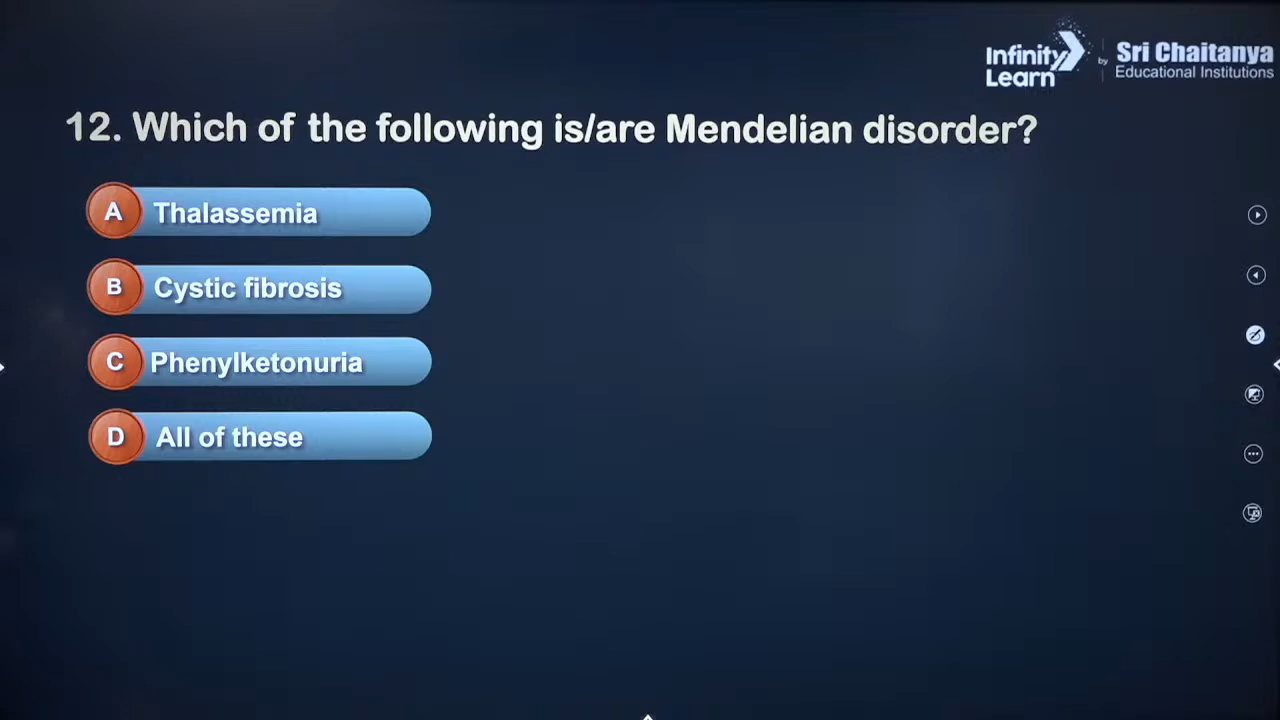 Infinity Learn
by
Sri Chaitanya
Educational Institutions
12. Which of the following is/are Mendelian disorder?
A Thalassemia
B Cystic fibrosis
C Phenylketonuria
D All of these